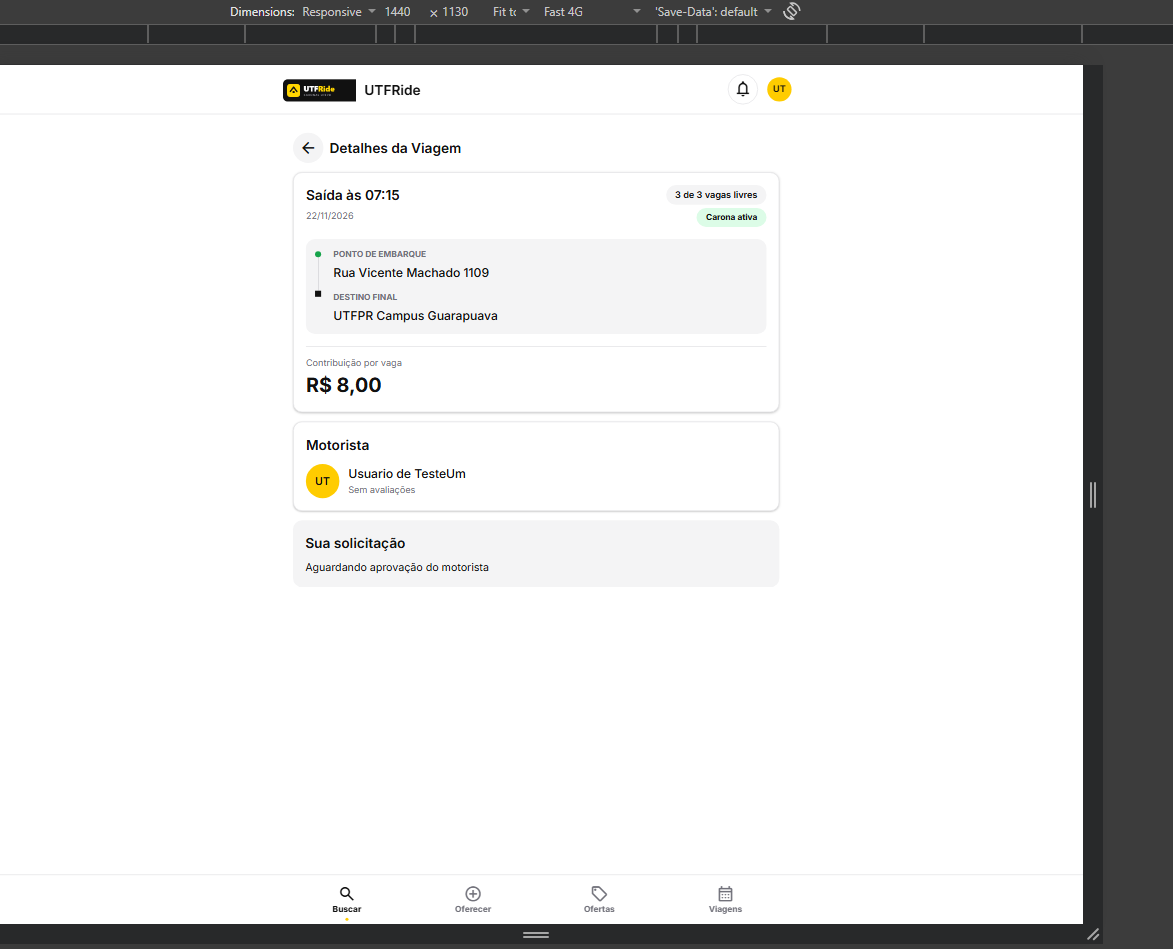 Dimensions: Responsive 1440 × 1130 Fit to Fast 4G 'Save-Data': default
UTFRide UTFRide
UT
Detalhes da Viagem
Saída às 07:15
3 de 3 vagas livres
22/11/2026
Carona ativa
PONTO DE EMBARQUE
Rua Vicente Machado 1109
DESTINO FINAL
UTFPR Campus Guarapuava
Contribuição por vaga
R$ 8,00
Motorista
UT
Usuario de TesteUm
Sem avaliações
Sua solicitação
Aguardando aprovação do motorista
Buscar Oferecer Ofertas Viagens